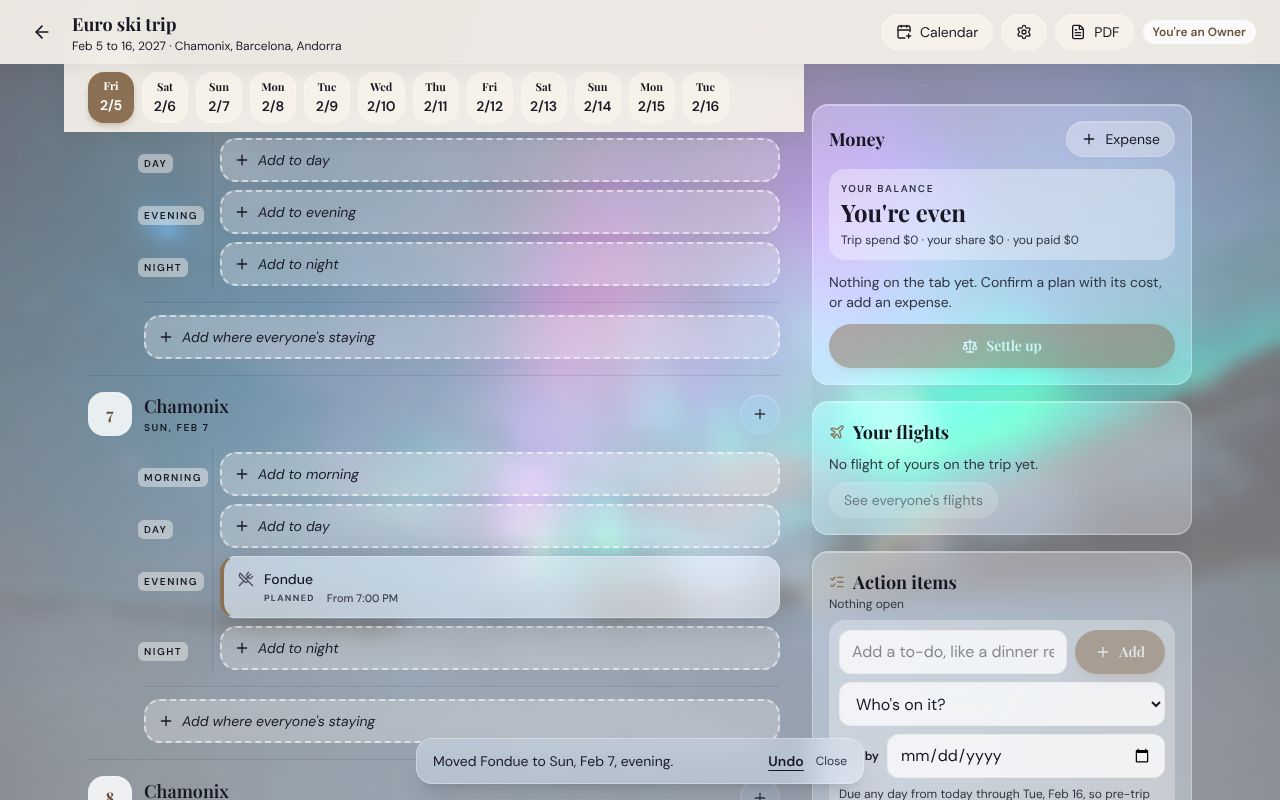 Euro ski trip
Feb 5 to 16, 2027 · Chamonix, Barcelona, Andorra
Calendar
PDF
You're an Owner
Fri 2/5
Sat 2/6
Sun 2/7
Mon 2/8
Tue 2/9
Wed 2/10
Thu 2/11
Fri 2/12
Sat 2/13
Sun 2/14
Mon 2/15
Tue 2/16
DAY
+ Add to day
EVENING
+ Add to evening
NIGHT
+ Add to night
+ Add where everyone's staying
7
Chamonix
SUN, FEB 7
+
MORNING
+ Add to morning
DAY
+ Add to day
EVENING
Fondue
PLANNED From 7:00 PM
NIGHT
+ Add to night
+ Add where everyone's staying
8
Chamonix
+
Money
+ Expense
YOUR BALANCE
You're even
Trip spend $0 · your share $0 · you paid $0
Nothing on the tab yet. Confirm a plan with its cost,
or add an expense.
Settle up
Your flights
No flight of yours on the trip yet.
See everyone's flights
Action items
Nothing open
Add a to-do, like a dinner re
+ Add
Who's on it?
by
mm/dd/yyyy
Due any day from today through Tue, Feb 16, so pre-trip
Moved Fondue to Sun, Feb 7, evening.
Undo
Close